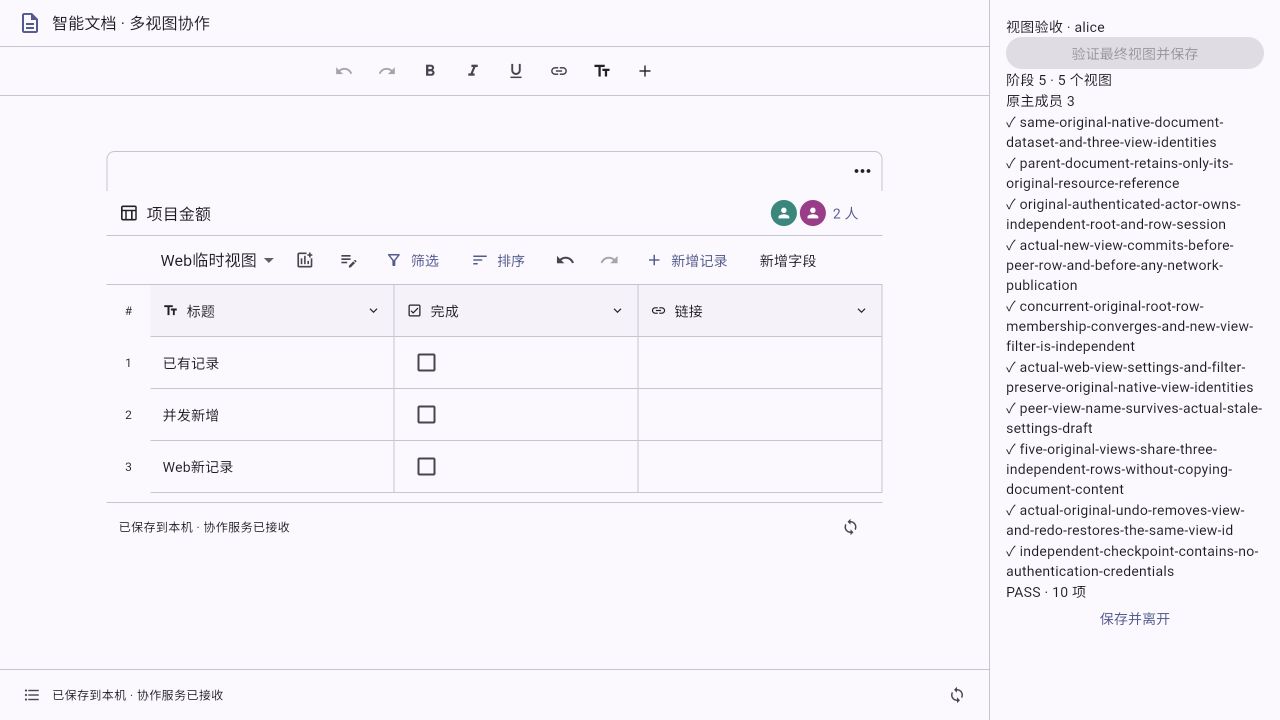 智能文档 · 多视图协作
B I U Tt +
项目金额
2 人
Web临时视图
筛选
排序
新增记录
新增字段
# 标题 完成 链接
1 已有记录
2 并发新增
3 Web新记录
已保存到本机 · 协作服务已接收
已保存到本机 · 协作服务已接收
视图验收 · alice
验证最终视图并保存
阶段 5 · 5 个视图
原主成员 3
✓ same-original-native-document-
dataset-and-three-view-identities
✓ parent-document-retains-only-its-
original-resource-reference
✓ original-authenticated-actor-owns-
independent-root-and-row-session
✓ actual-new-view-commits-before-
peer-row-and-before-any-network-
publication
✓ concurrent-original-root-row-
membership-converges-and-new-view-
filter-is-independent
✓ actual-web-view-settings-and-filter-
preserve-original-native-view-identities
✓ peer-view-name-survives-actual-stale-
settings-draft
✓ five-original-views-share-three-
independent-rows-without-copying-
document-content
✓ actual-original-undo-removes-view-
and-redo-restores-the-same-view-id
✓ independent-checkpoint-contains-no-
authentication-credentials
PASS · 10 项
保存并离开